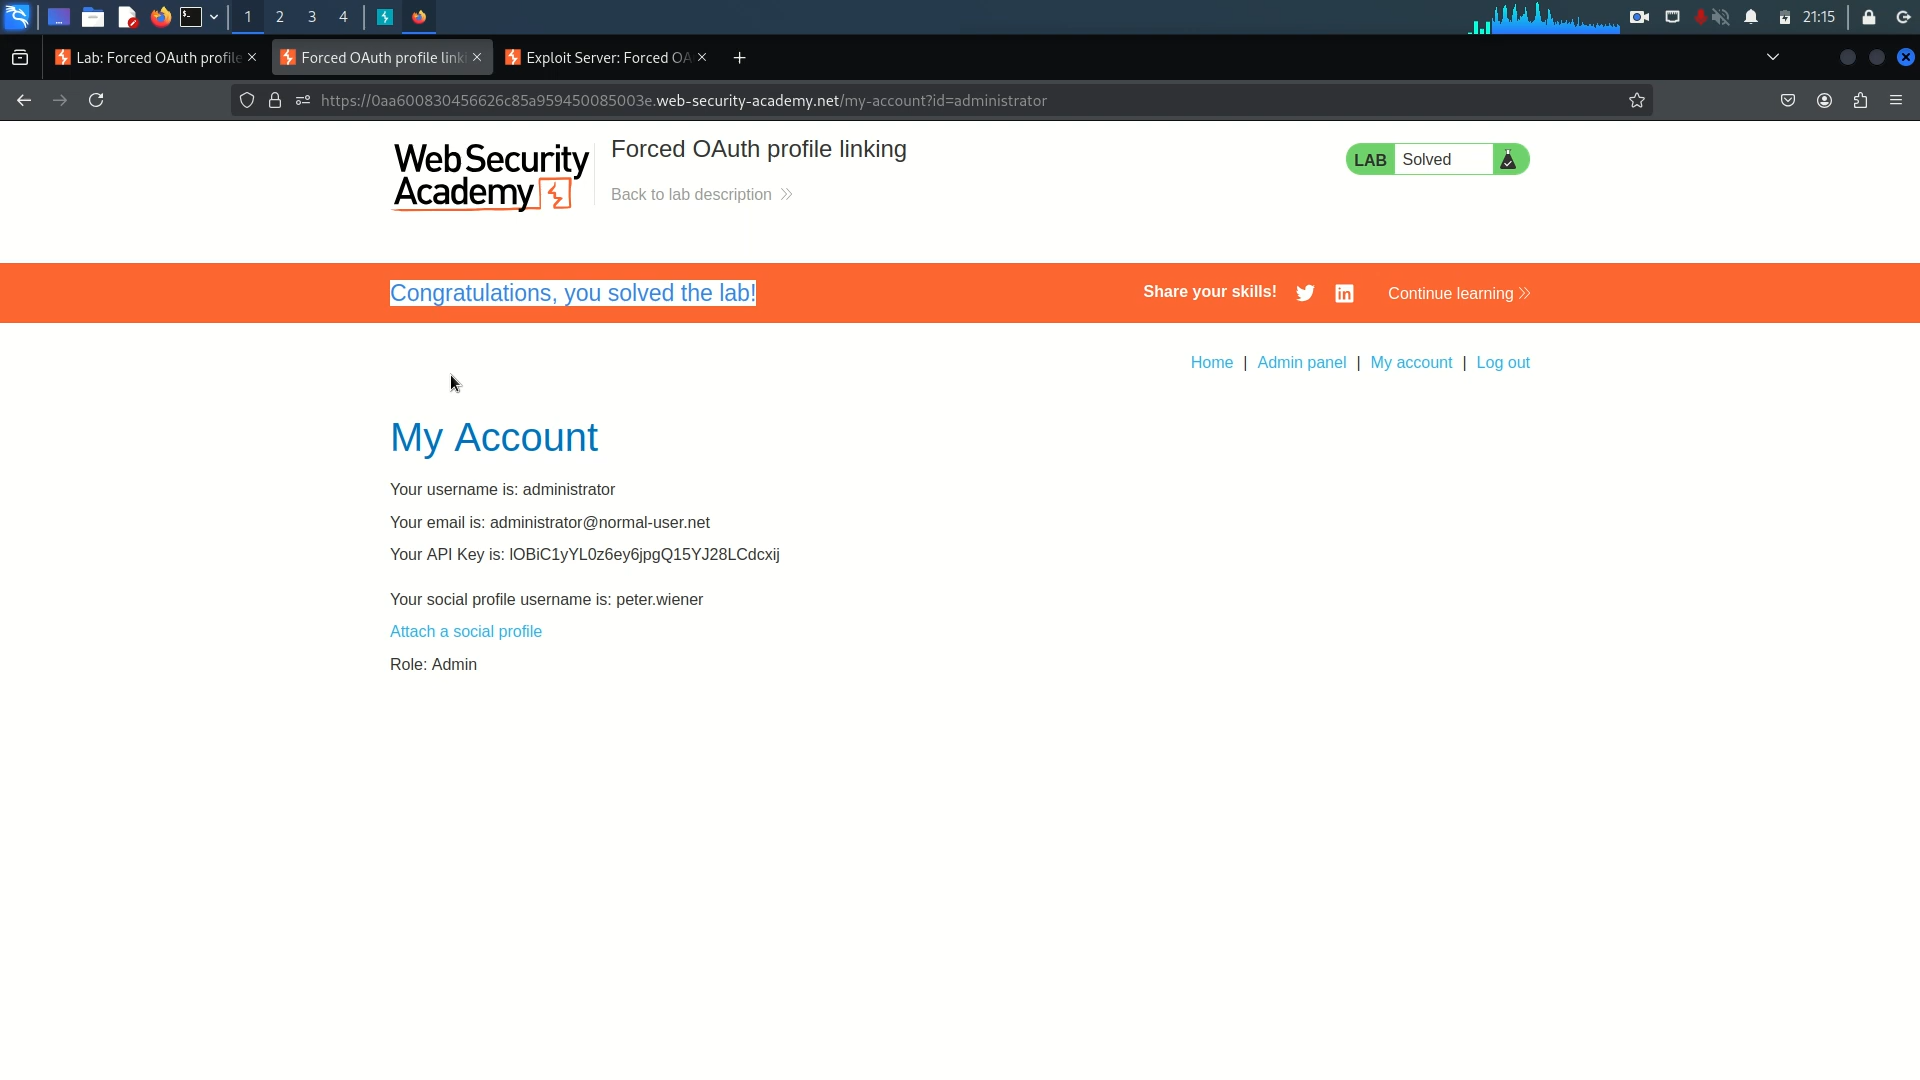 1 2 3 4 21:15
Lab: Forced OAuth profile Forced OAuth profile link Exploit Server: Forced OA
https://0aa600830456626c85a959450085003e.web-security-academy.net/my-account?id=administrator
Web Security
Academy
Forced OAuth profile linking
Back to lab description
LAB Solved
Congratulations, you solved the lab!
Share your skills! Continue learning
Home | Admin panel | My account | Log out
My Account
Your username is: administrator
Your email is: administrator@normal-user.net
Your API Key is: lOBiC1yYL0z6ey6jpgQ15YJ28LCdcxij
Your social profile username is: peter.wiener
Attach a social profile
Role: Admin